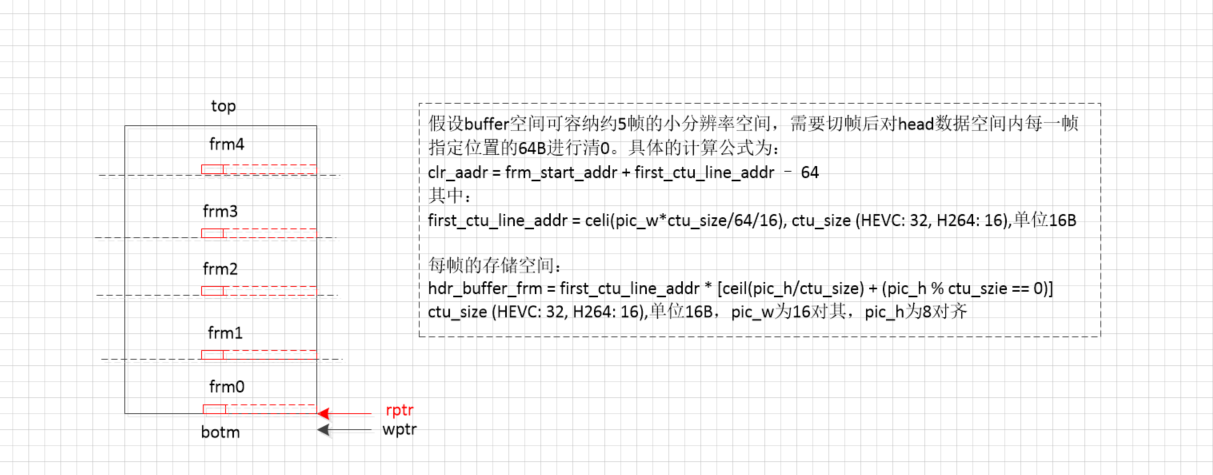 top
frm4
frm3
frm2
frm1
frm0
botm
rptr
wptr
假设buffer空间可容纳约5帧的小分辨率空间，需要切帧后对head数据空间内每一帧
指定位置的64B进行清0。具体的计算公式为：
clr_aadr = frm_start_addr + first_ctu_line_addr － 64
其中：
first_ctu_line_addr = celi(pic_w*ctu_size/64/16), ctu_size (HEVC: 32, H264: 16),单位16B
每帧的存储空间：
hdr_buffer_frm = first_ctu_line_addr * [ceil(pic_h/ctu_size) + (pic_h % ctu_szie == 0)]
ctu_size (HEVC: 32, H264: 16),单位16B，pic_w为16对其，pic_h为8对齐